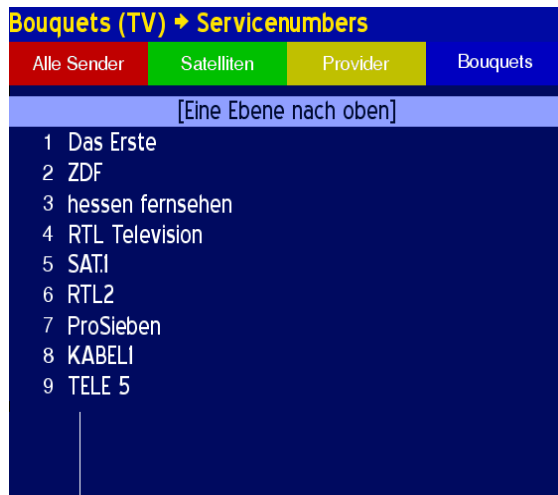 Bouquets (TV) ➜ Servicenumbers
Alle Sender Satelliten Provider Bouquets
[Eine Ebene nach oben]
1 Das Erste
2 ZDF
3 hessen fernsehen
4 RTL Television
5 SAT.1
6 RTL2
7 ProSieben
8 KABEL1
9 TELE 5